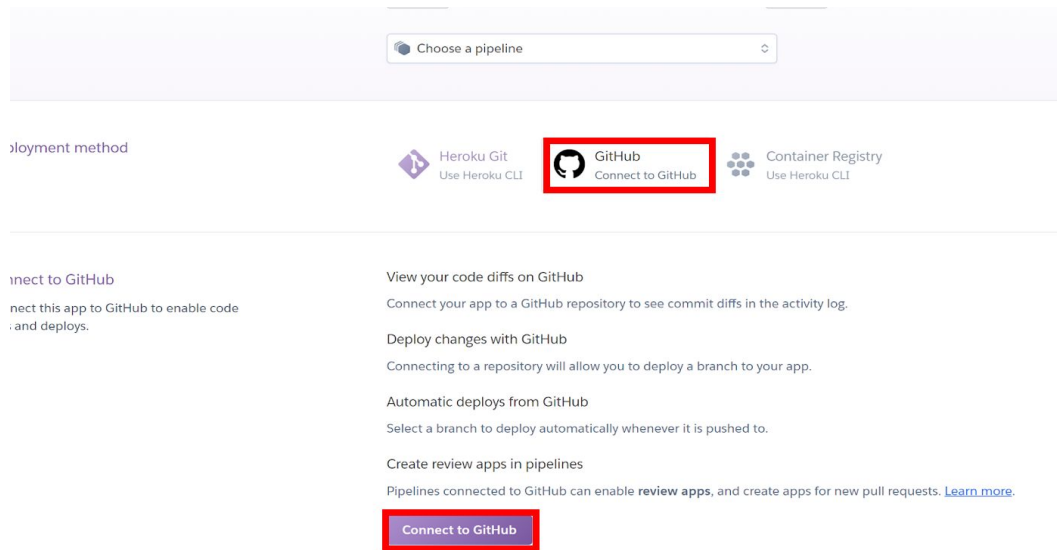 Choose a pipeline
ployment method
Heroku Git
Use Heroku CLI
GitHub
Connect to GitHub
Container Registry
Use Heroku CLI
nnect to GitHub
nect this app to GitHub to enable code
s and deploys.
View your code diffs on GitHub
Connect your app to a GitHub repository to see commit diffs in the activity log.
Deploy changes with GitHub
Connecting to a repository will allow you to deploy a branch to your app.
Automatic deploys from GitHub
Select a branch to deploy automatically whenever it is pushed to.
Create review apps in pipelines
Pipelines connected to GitHub can enable review apps, and create apps for new pull requests. Learn more.
Connect to GitHub